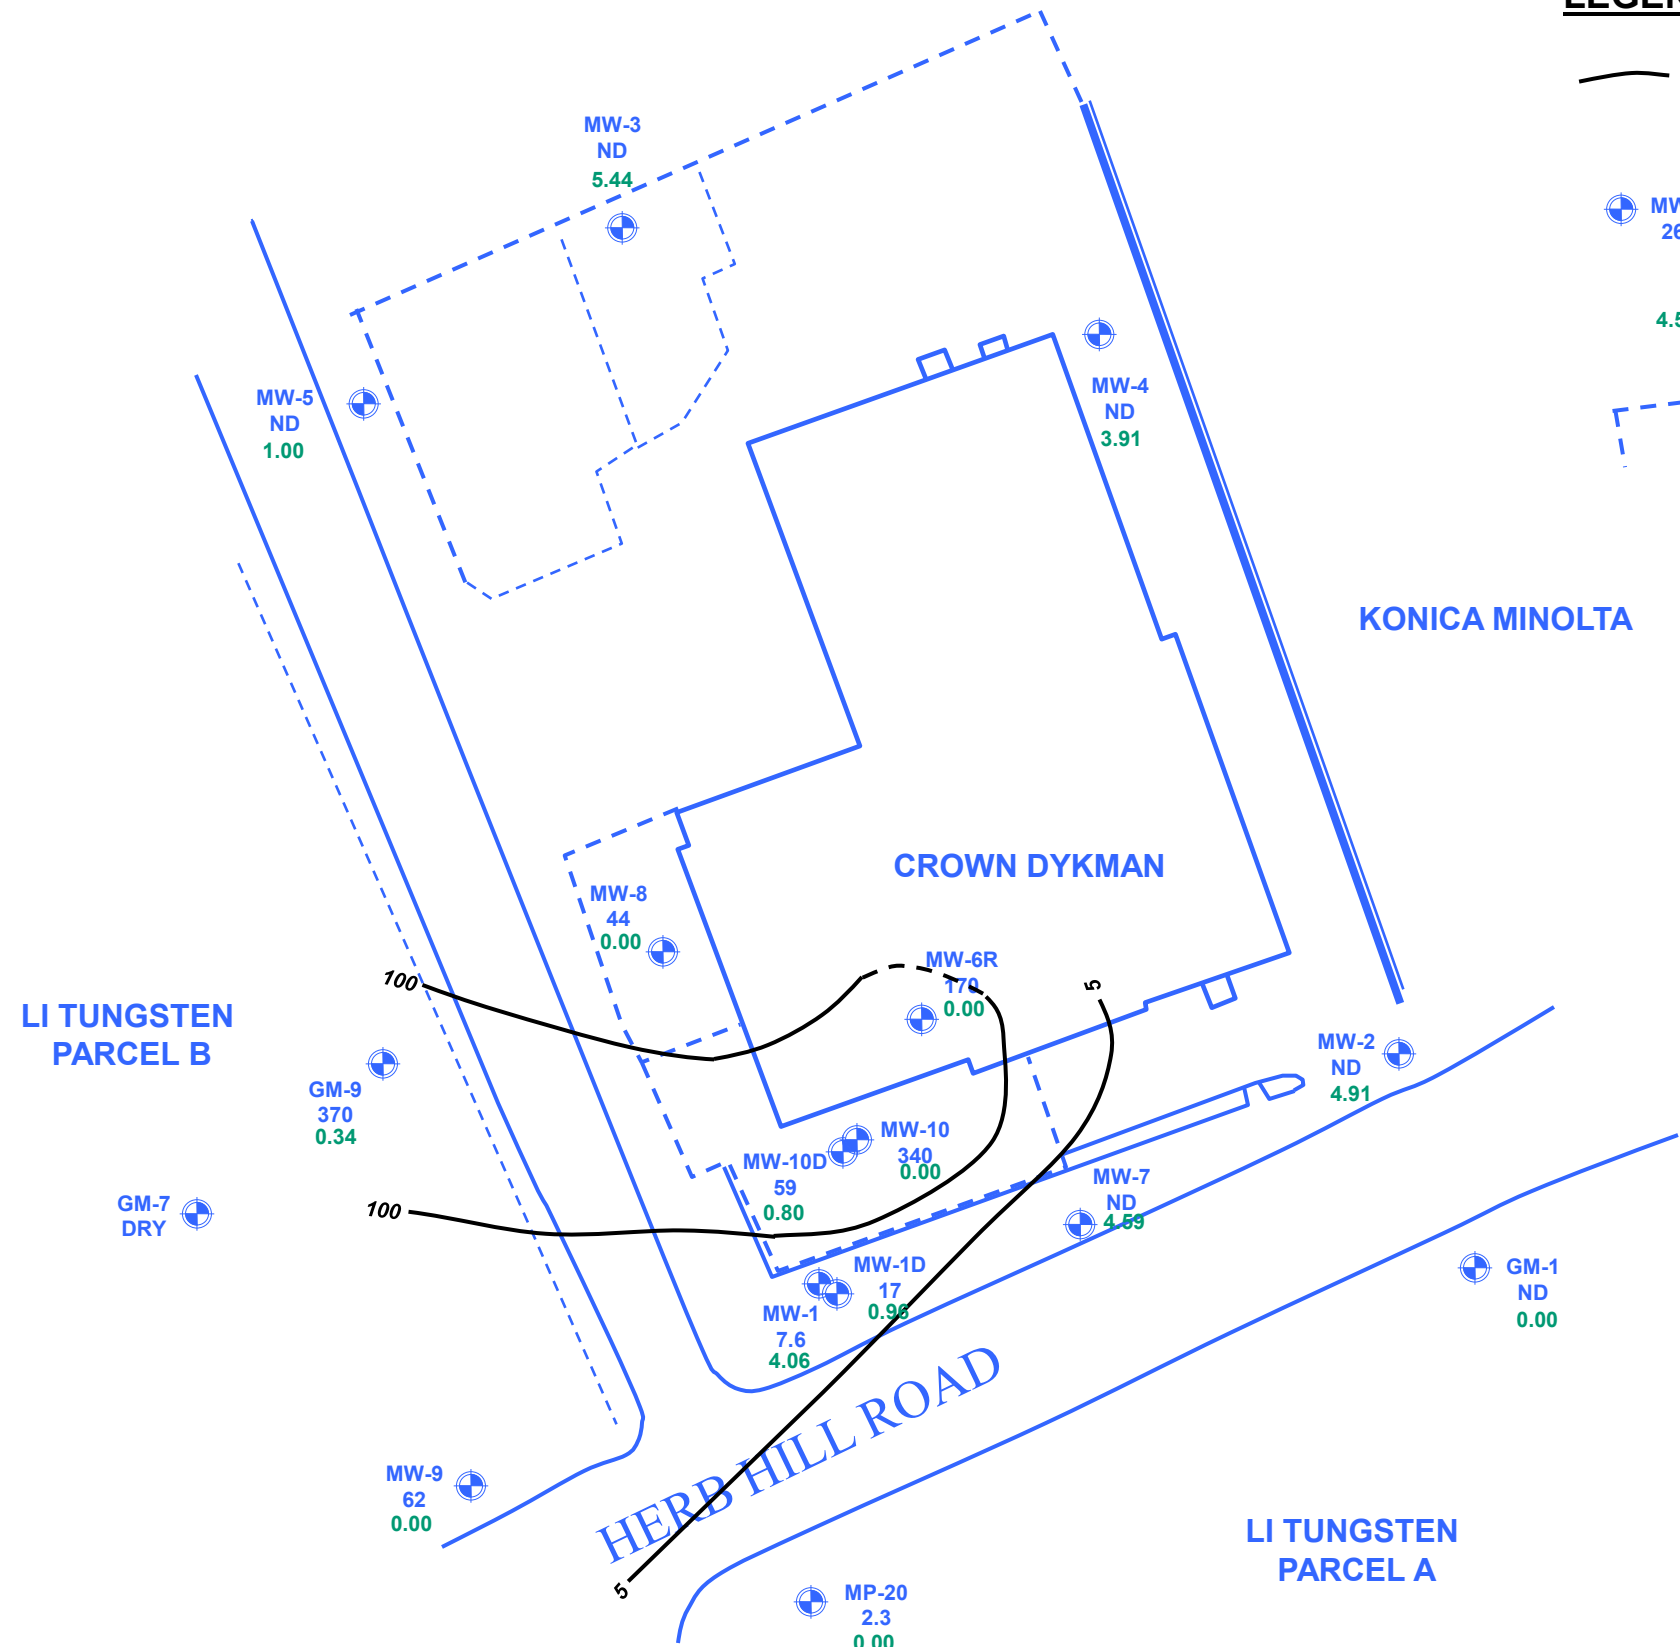 MW-3
ND
5.44
MW-5
ND
1.00
MW-4
ND
3.91
4.5
KONICA MINOLTA
CROWN DYKMAN
MW-8
44
0.00
MW-6R
170
0.00
100
5
LI TUNGSTEN
PARCEL B
MW-2
ND
4.91
GM-9
370
0.34
MW-10
340
0.00
MW-10D
59
0.80
GM-7
DRY
100
MW-7
ND
4.59
MW-1D
17
0.96
MW-1
7.6
4.06
GM-1
ND
0.00
HERB HILL ROAD
MW-9
62
0.00
LI TUNGSTEN
PARCEL A
5
MP-20
2.3
0.00